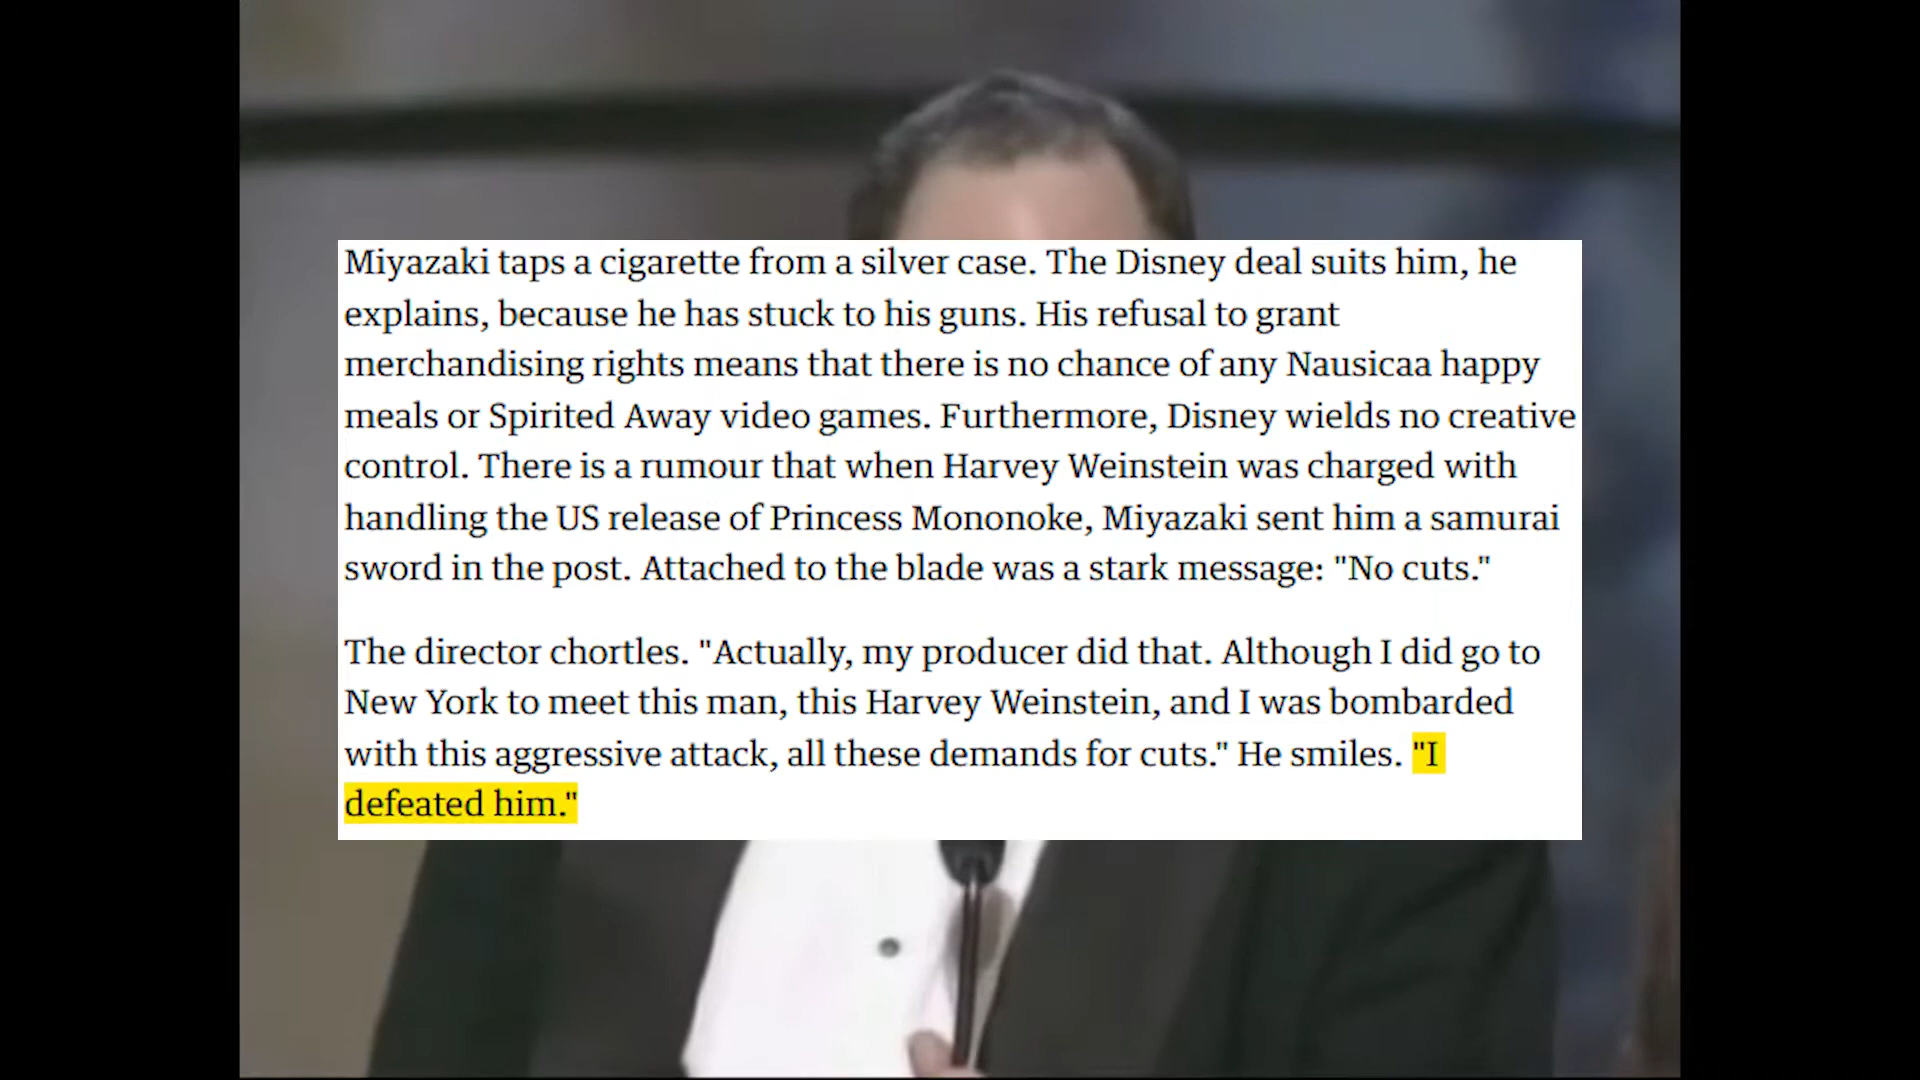 Miyazaki taps a cigarette from a silver case. The Disney deal suits him, he
explains, because he has stuck to his guns. His refusal to grant
merchandising rights means that there is no chance of any Nausicaa happy
meals or Spirited Away video games. Furthermore, Disney wields no creative
control. There is a rumour that when Harvey Weinstein was charged with
handling the US release of Princess Mononoke, Miyazaki sent him a samurai
sword in the post. Attached to the blade was a stark message: "No cuts."
The director chortles. "Actually, my producer did that. Although I did go to
New York to meet this man, this Harvey Weinstein, and I was bombarded
with this aggressive attack, all these demands for cuts." He smiles. "I
defeated him."